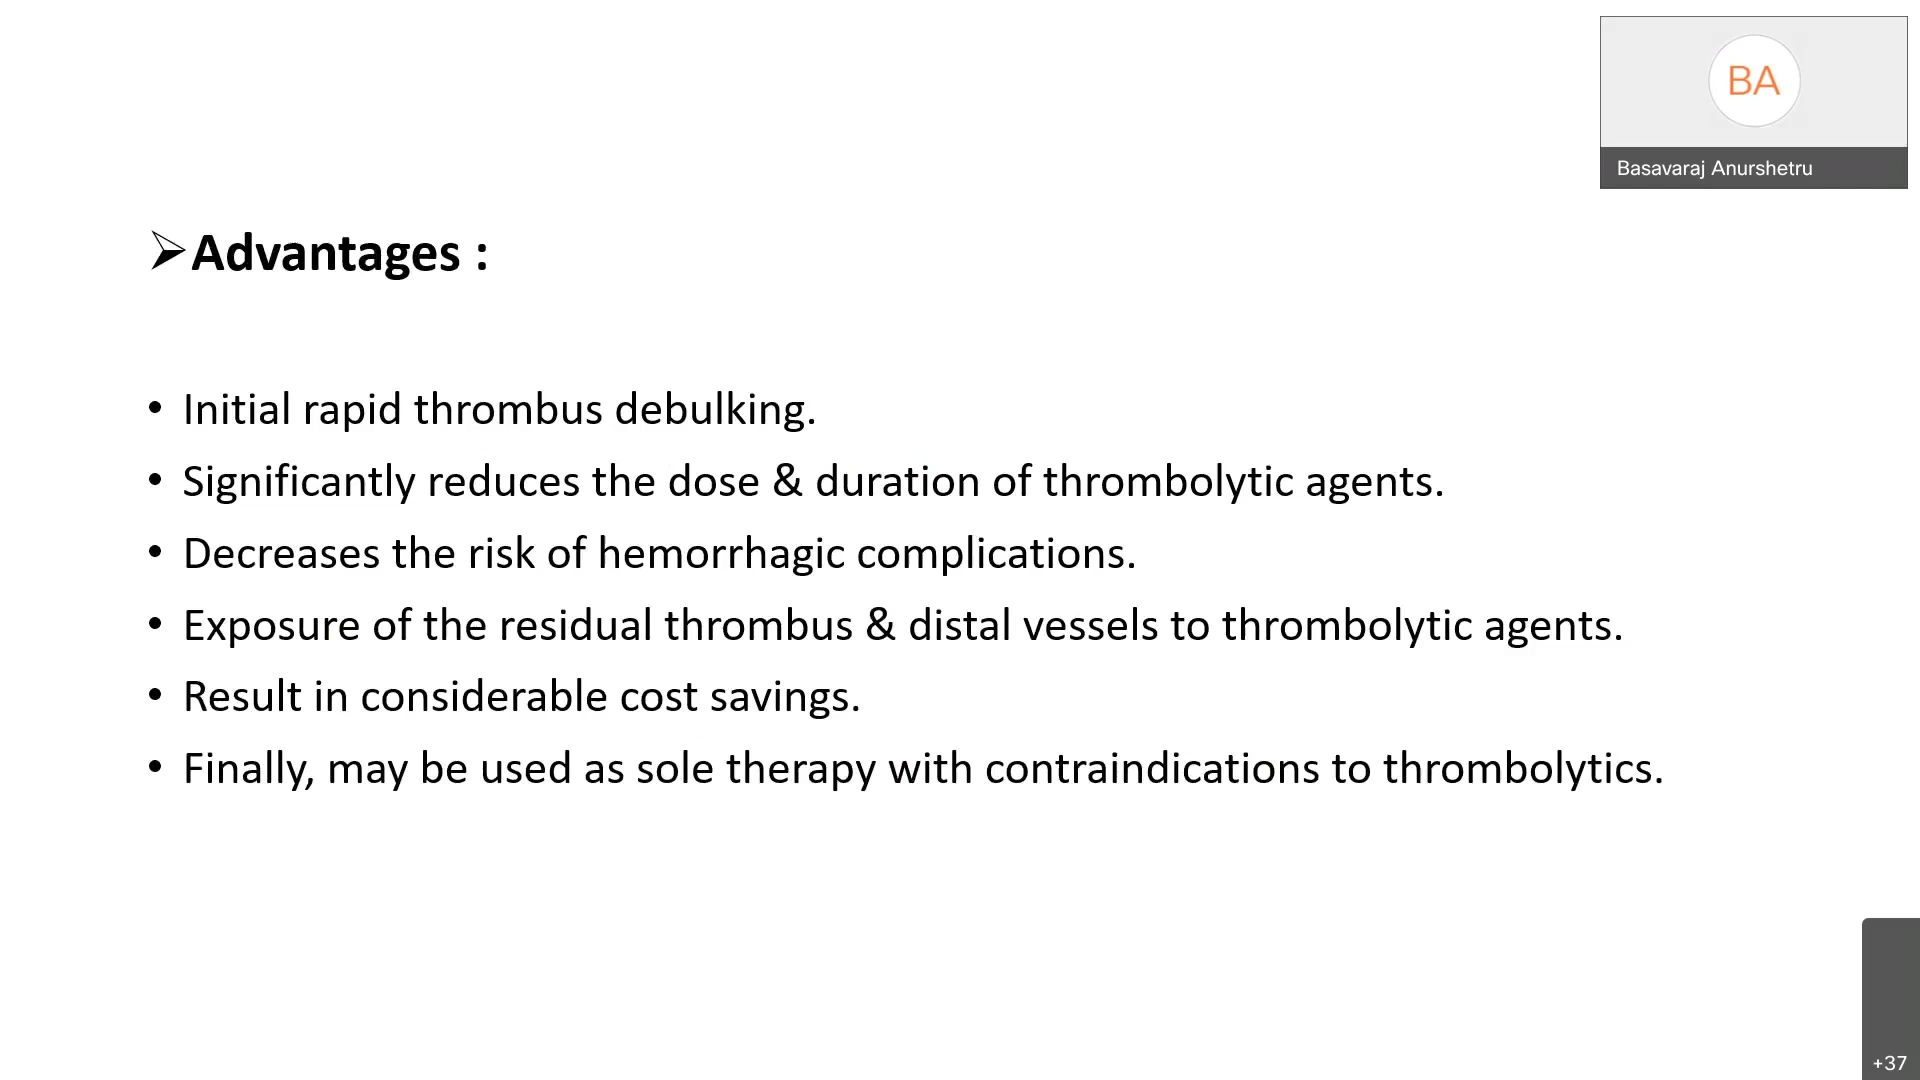 BA
Basavaraj Anurshetru
➢Advantages :
• Initial rapid thrombus debulking.
• Significantly reduces the dose & duration of thrombolytic agents.
• Decreases the risk of hemorrhagic complications.
• Exposure of the residual thrombus & distal vessels to thrombolytic agents.
• Result in considerable cost savings.
• Finally, may be used as sole therapy with contraindications to thrombolytics.
+37